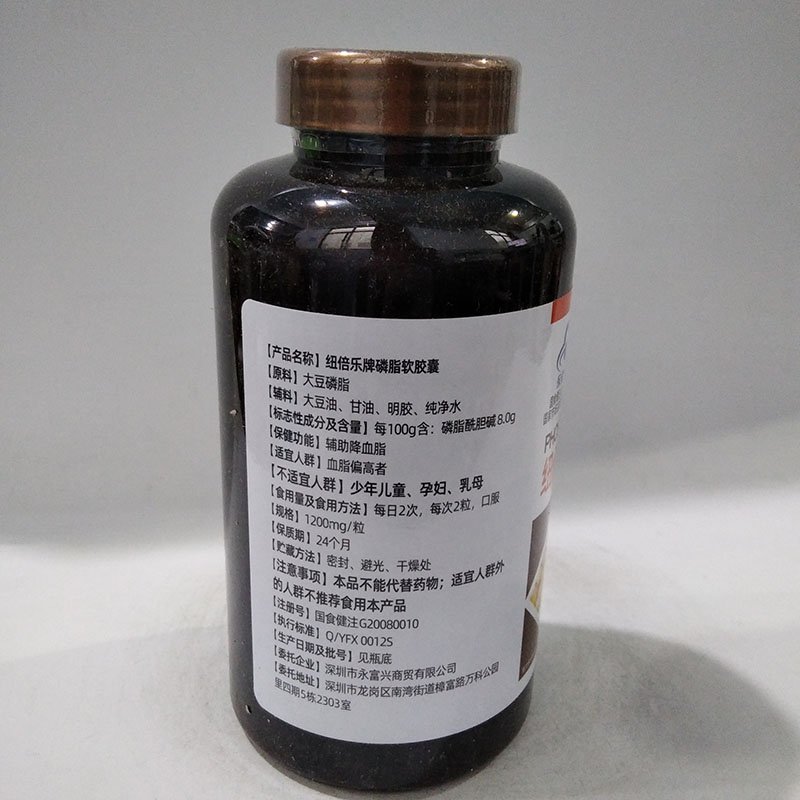 【产品名称】纽倍乐牌磷脂软胶囊
【原料】大豆磷脂
【辅料】大豆油、甘油、明胶、纯净水
【标志性成分及含量】每100g含：磷脂酰胆碱 8.0g
【保健功能】辅助降血脂
【适宜人群】血脂偏高者
【不适宜人群】少年儿童、孕妇、乳母
【食用量及食用方法】每日2次，每次2粒，口服
【规格】1200mg/粒
【保质期】24个月
【贮藏方法】密封、避光、干燥处
【注意事项】本品不能代替药物；适宜人群外
的人群不推荐食用本产品
【注册号】国食健注G20080010
【执行标准】Q/YFX 0012S
【生产日期及批号】见瓶底
【委托企业】深圳市永富兴商贸有限公司
【委托地址】深圳市龙岗区南湾街道樟富路万科公园
里四期5栋2303室